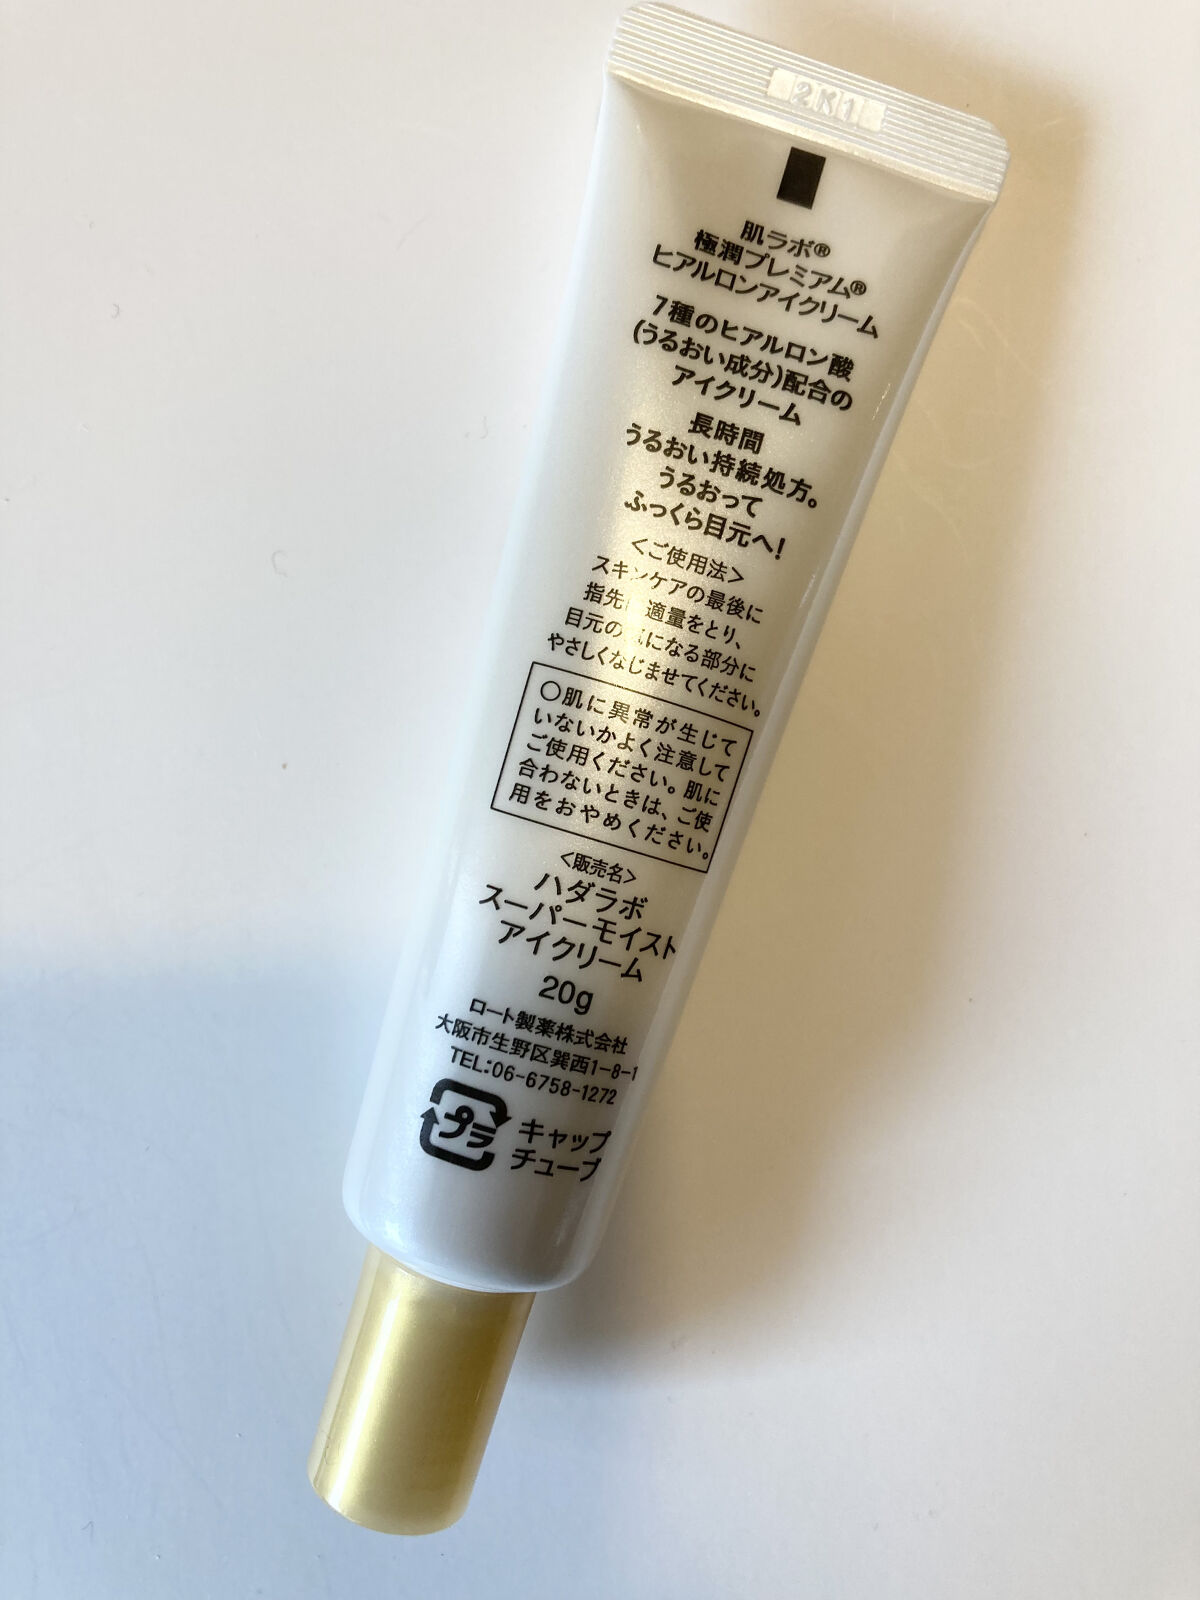 2K1
肌ラボ®
極潤プレミアム®
ヒアルロンアイクリーム
7種のヒアルロン酸
(うるおい成分)配合の
アイクリーム
長時間
うるおい持続処方。
うるおって
ふっくら目元へ!
<ご使用法>
スキンケアの最後に
指先に適量をとり、
目元の気になる部分に
やさしくなじませてください。
○肌に異常が生じて
いないかよく注意して
ご使用ください。肌に
合わないときは、ご使
用をおやめください。
<販売名>
ハダラボ
スーパーモイスト
アイクリーム
20g
ロート製薬株式会社
大阪市生野区巽西1-8-1
TEL:06-6758-1272
プラ
キャップ
チューブ